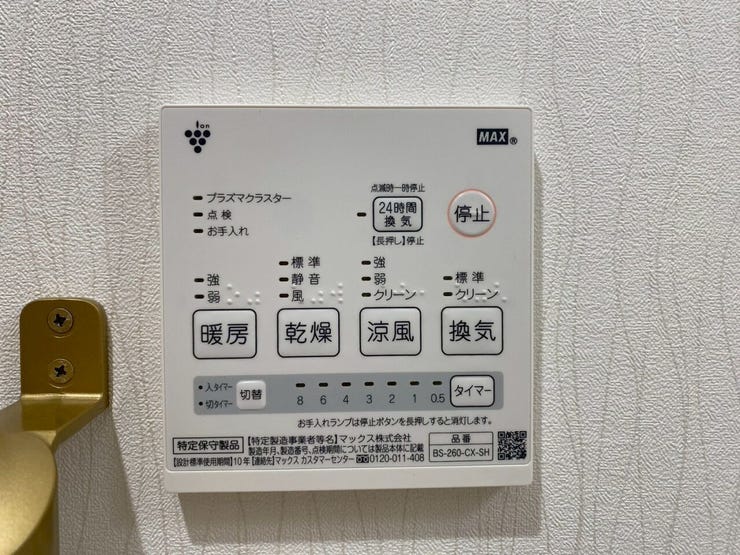 Ion
MAX®
プラズマクラスター
点検
お手入れ
点滅時一時停止
24時間
換気
【長押し】停止
停止
強
弱
標準
静音
風
強
弱
クリーン
標準
クリーン
暖房
乾燥
涼風
換気
入タイマー
切タイマー
切替
8 6 4 3 2 1 0.5
タイマー
お手入れランプは停止ボタンを長押しすると消灯します。
特定保守製品
【特定製造事業者等名】マックス株式会社
製造年月、製造番号、点検期間については製品本体に記載
【設計標準使用期間】10年【連絡先】マックス カスタマーセンター 0120-011-408
品番
BS-260-CX-SH